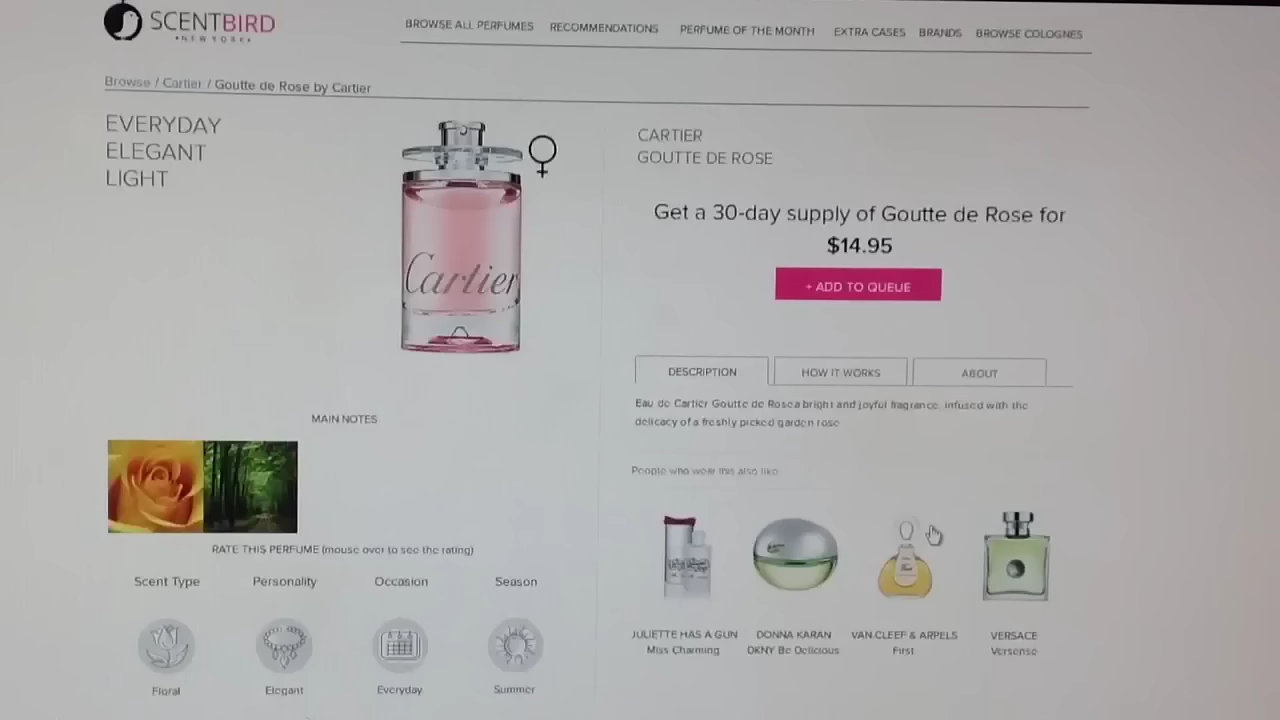 SCENTBIRD
•NEW YORK•
BROWSE ALL PERFUMES RECOMMENDATIONS PERFUME OF THE MONTH EXTRA CASES BRANDS BROWSE COLOGNES
Browse / Cartier / Goutte de Rose by Cartier
EVERYDAY
ELEGANT
LIGHT
Cartier
CARTIER
GOUTTE DE ROSE
Get a 30-day supply of Goutte de Rose for
$14.95
+ ADD TO QUEUE
DESCRIPTION HOW IT WORKS ABOUT
Eau de Cartier Goutte de Rose a bright and joyful fragrance, infused with the
delicacy of a freshly picked garden rose
MAIN NOTES
RATE THIS PERFUME (mouse over to see the rating)
Scent Type Personality Occasion Season
Floral Elegant Everyday Summer
People who wear this also like
JULIETTE HAS A GUN
Miss Charming
DONNA KARAN
DKNY Be Delicious
VAN CLEEF & ARPELS
First
VERSACE
Versense